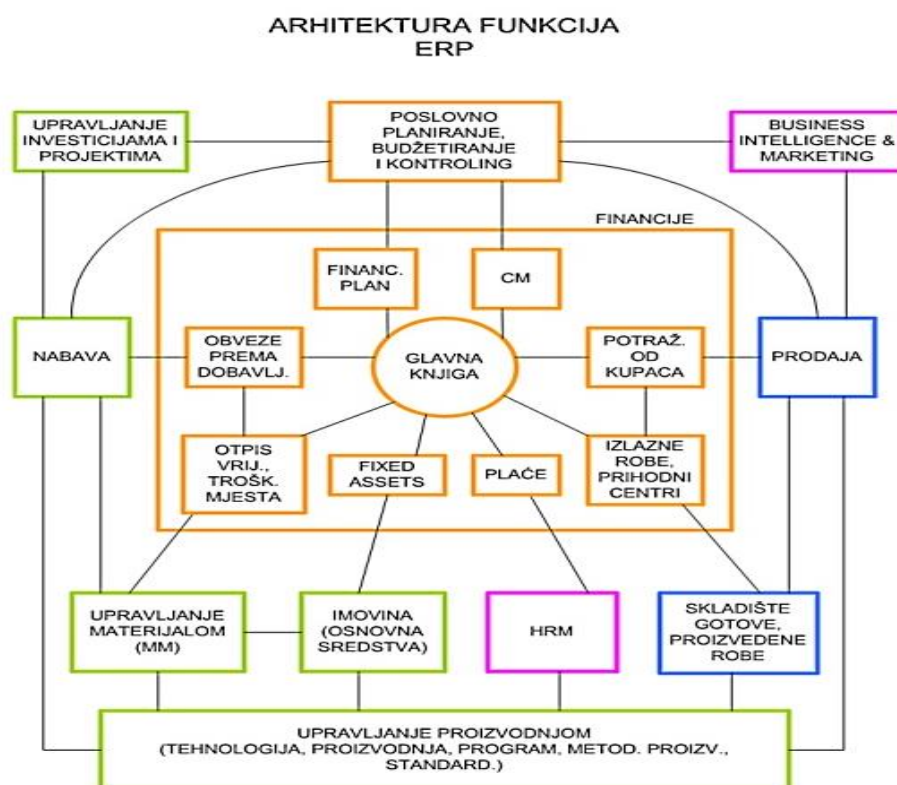 ARHITEKTURA FUNKCIJA
ERP
UPRAVLJANJE
INVESTICIJAMA I
PROJEKTIMA
POSLOVNO
PLANIRANJE,
BUDŽETIRANJE
I KONTROLING
BUSINESS
INTELLIGENCE &
MARKETING
FINANCIJE
FINANC.
PLAN
CM
NABAVA
OBVEZE
PREMA
DOBAVLJ.
GLAVNA
KNJIGA
POTRAŽ.
OD
KUPACA
PRODAJA
OTPIS
VRIJ.,
TROŠK.
MJESTA
FIXED
ASSETS
PLAĆE
IZLAZNE
ROBE,
PRIHODNI
CENTRI
UPRAVLJANJE
MATERIJALOM
(MM)
IMOVINA
(OSNOVNA
SREDSTVA)
HRM
SKLADIŠTE
GOTOVE,
PROIZVEDENE
ROBE
UPRAVLJANJE PROIZVODNJOM
(TEHNOLOGIJA, PROIZVODNJA, PROGRAM, METOD. PROIZV.,
STANDARD.)